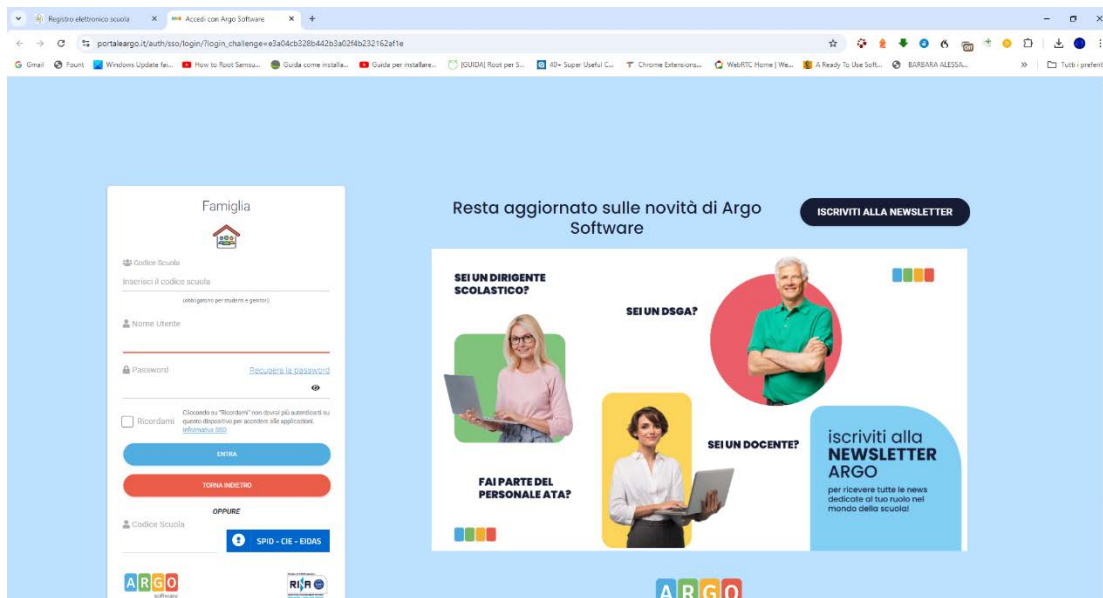 Registro elettronico scuola
Accedi con Argo Software
portaleargo.it/auth/sso/login/?login_challenge=e3a04cb328b442b3a02f4b232162af1e
Gmail
Fount
Windows Update fai...
How to Root Samsu...
Guida come installa...
Guida per installare...
[GUIDA] Root per S...
40+ Super Useful C...
Chrome Extensions...
WebRTC Home | We...
A Ready To Use Soft...
BARBARA ALESSA...
»
Tutti i preferit
Famiglia
Codice Scuola
Inserisci il codice scuola
(obbligatorio per studenti e genitori)
Nome Utente
Password
Recupera la password
Ricordami
Cliccando su "Ricordami" non dovrai più autenticarti su
questo dispositivo per accedere alle applicazioni.
Informativa SSO
ENTRA
TORNA INDIETRO
OPPURE
Codice Scuola
SPID - CIE - EIDAS
ARGO
software
Resta aggiornato sulle novità di Argo
Software
ISCRIVITI ALLA NEWSLETTER
SEI UN DIRIGENTE
SCOLASTICO?
SEI UN DSGA?
SEI UN DOCENTE?
FAI PARTE DEL
PERSONALE ATA?
iscriviti alla
NEWSLETTER
ARGO
per ricevere tutte le news
dedicate al tuo ruolo nel
mondo della scuola!
ARGO